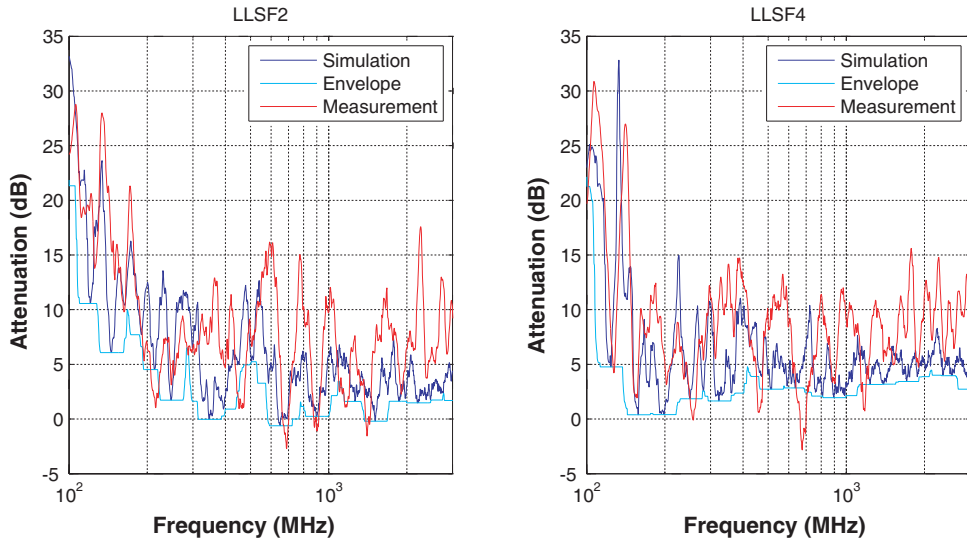 LLSF2
35
30
25
20
15
10
5
0
-5
Attenuation (dB)
Simulation
Envelope
Measurement
10²
10³
Frequency (MHz)
LLSF4
35
30
25
20
15
10
5
0
-5
Attenuation (dB)
Simulation
Envelope
Measurement
10²
10³
Frequency (MHz)